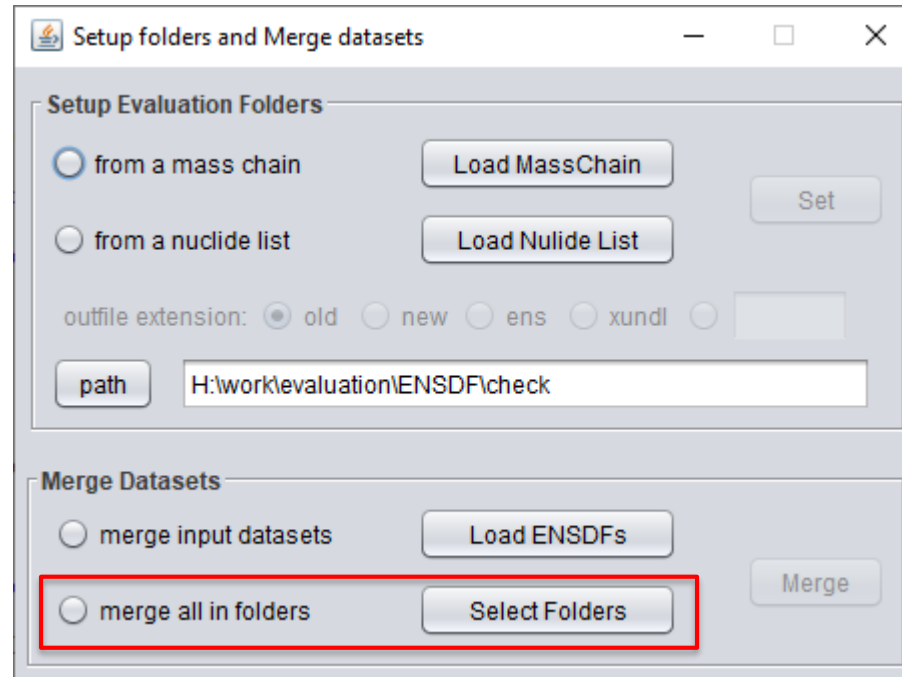 Setup folders and Merge datasets
Setup Evaluation Folders
from a mass chain Load MassChain
Set
from a nuclide list Load Nulide List
outfile extension: old new ens xundl
path H:\work\evaluation\ENSDF\check
Merge Datasets
merge input datasets Load ENSDFs
Merge
merge all in folders Select Folders